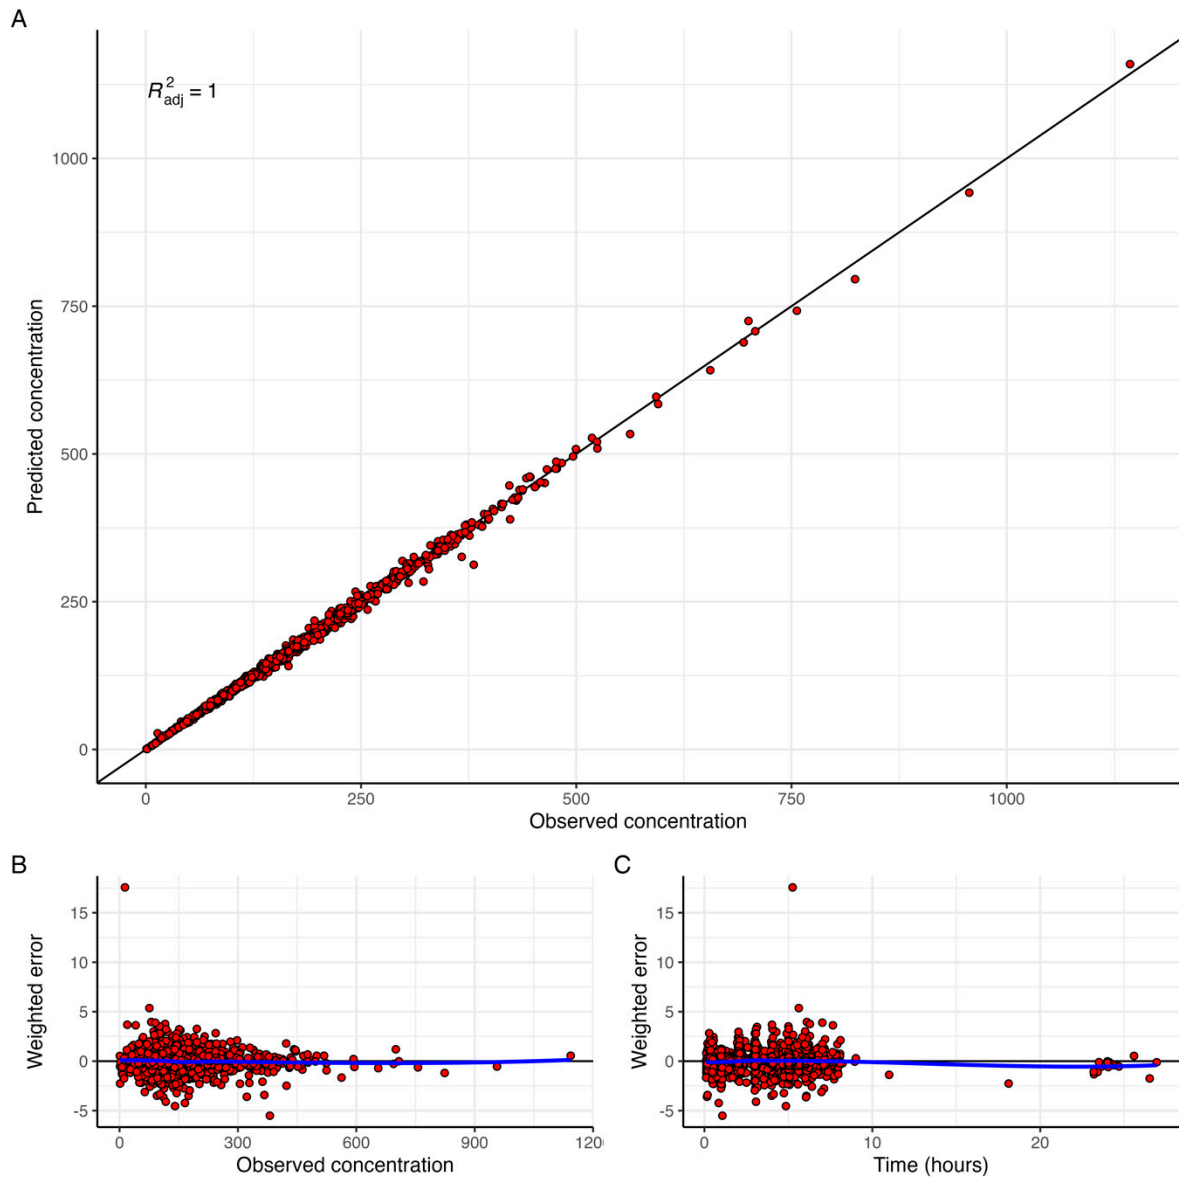 A
R²adj = 1
Predicted concentration
1000
750
500
250
0
0 250 500 750 1000
Observed concentration
B
Weighted error
15
10
5
0
-5
0 300 600 900 120
Observed concentration
C
Weighted error
15
10
5
0
-5
0 10 20
Time (hours)